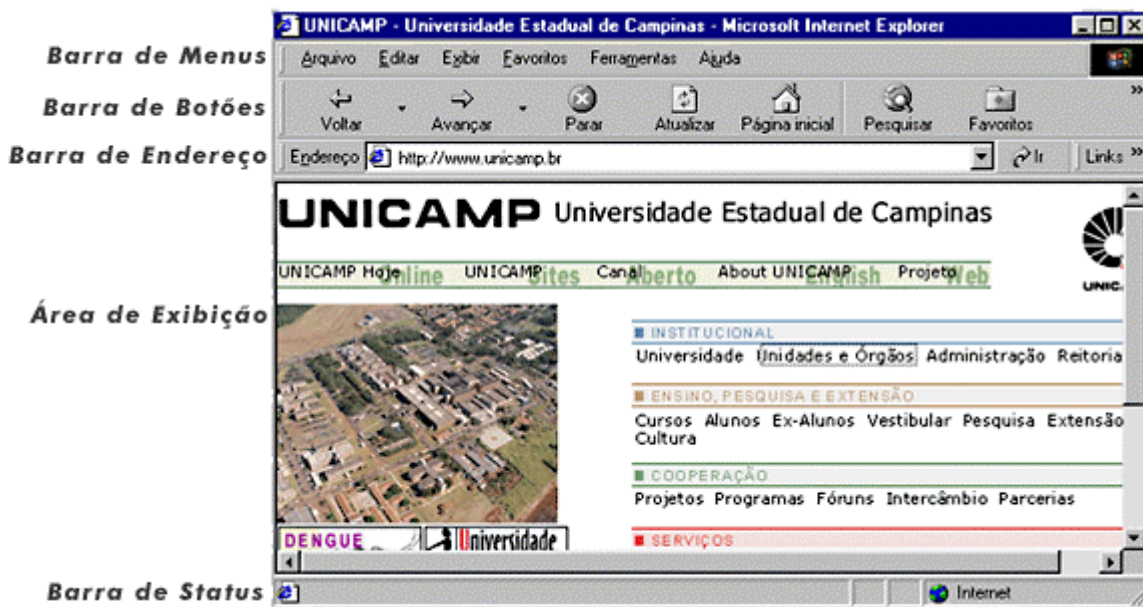 UNICAMP - Universidade Estadual de Campinas - Microsoft Internet Explorer
Barra de Menus
Arquivo Editar Exibir Favoritos Ferramentas Ajuda
Barra de Botões
Voltar Avançar Parar Atualizar Página inicial Pesquisar Favoritos
Barra de Endereço
Endereço http://www.unicamp.br Ir Links
UNICAMP Universidade Estadual de Campinas
UNICAMP Hoje Online UNICAMP Sites Canal Aberto About UNICAMP English Projeto Web
UNIC
Área de Exibição
INSTITUCIONAL
Universidade Unidades e Órgãos Administração Reitoria
ENSINO, PESQUISA E EXTENSÃO
Cursos Alunos Ex-Alunos Vestibular Pesquisa Extensão
Cultura
COOPERAÇÃO
Projetos Programas Fóruns Intercâmbio Parcerias
DENGUE Universidade
SERVIÇOS
Barra de Status
Internet